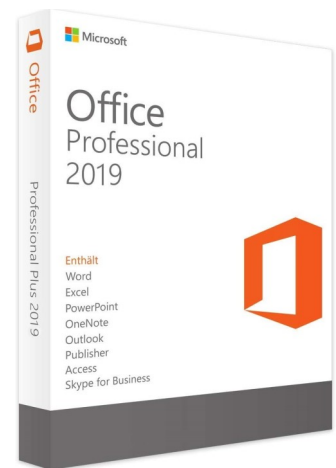 Microsoft
Office
Professional
2019
Enthält
Word
Excel
PowerPoint
OneNote
Outlook
Publisher
Access
Skype for Business
Office
Professional Plus 2019